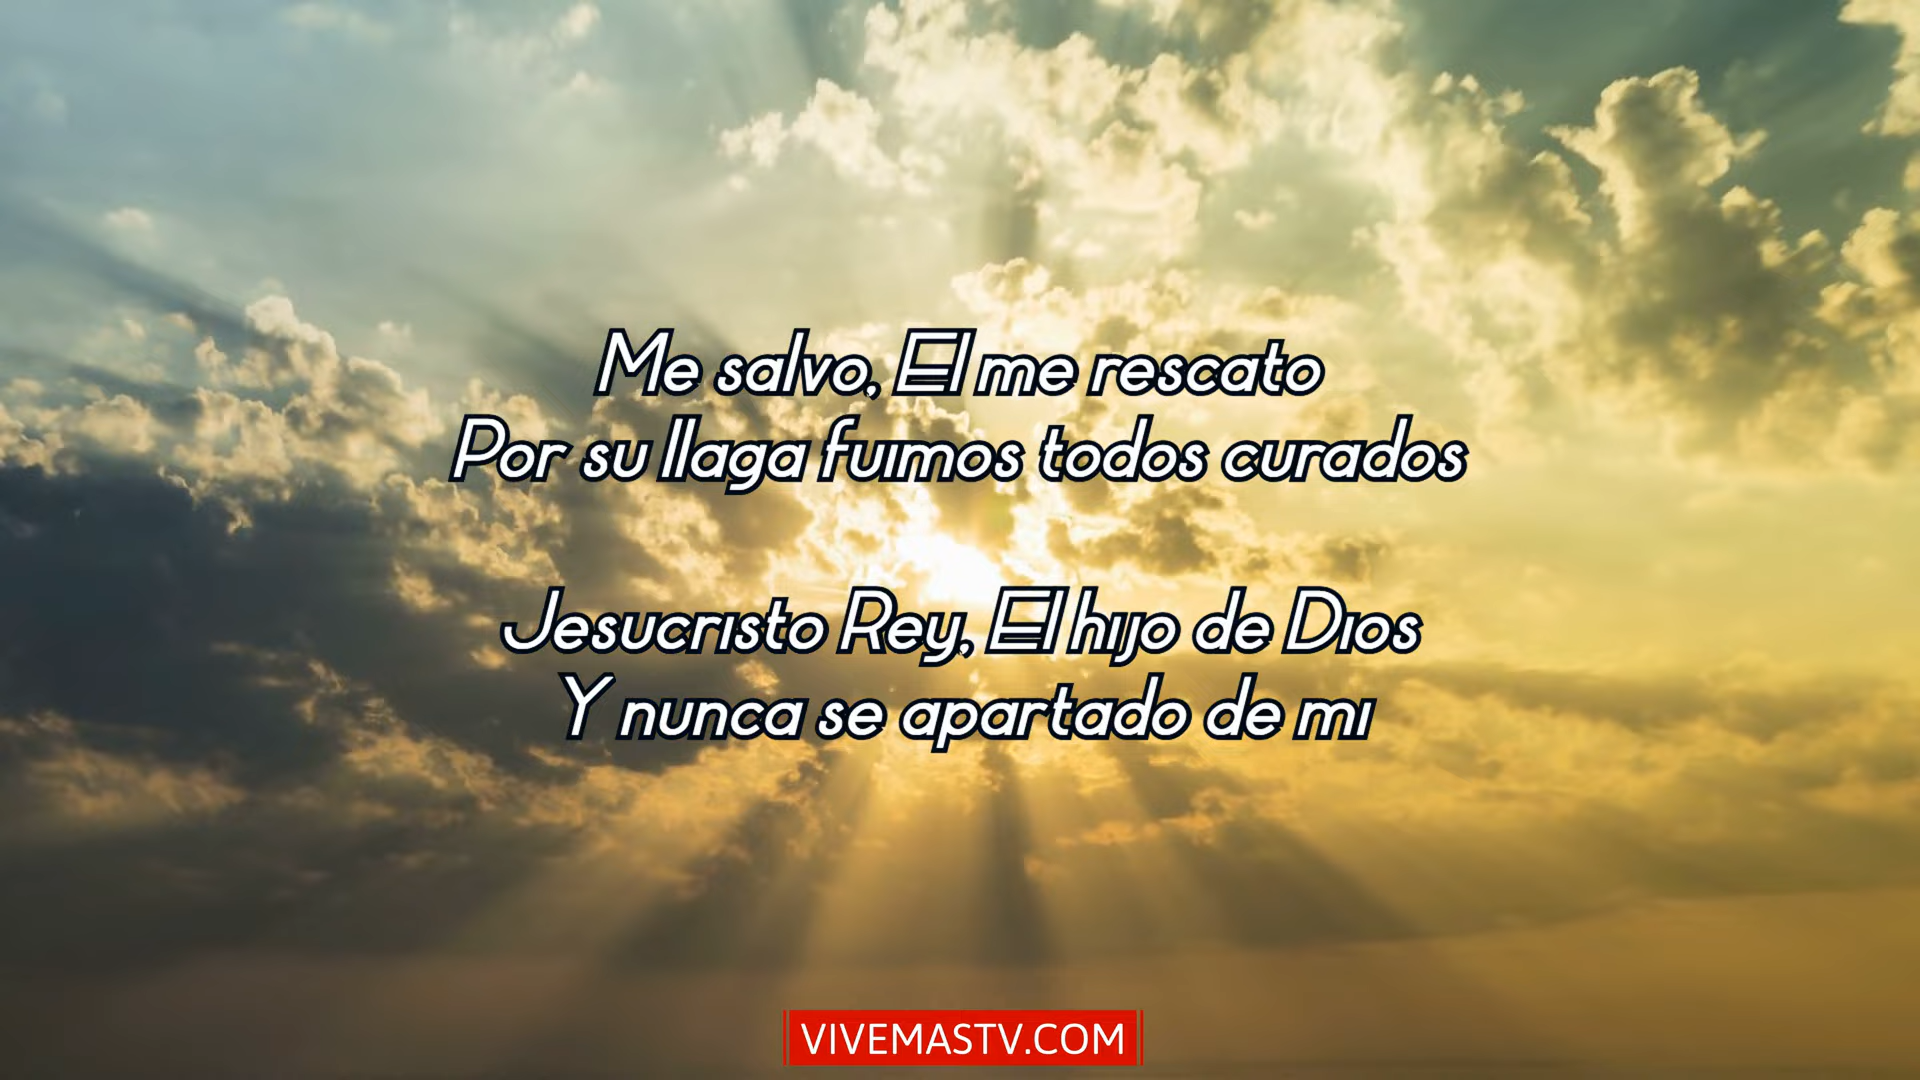 Me salvo, El me rescato
Por su llaga fuimos todos curados
Jesucristo Rey, El hijo de Dios
Y nunca se apartado de mi
VIVEMASTV.COM